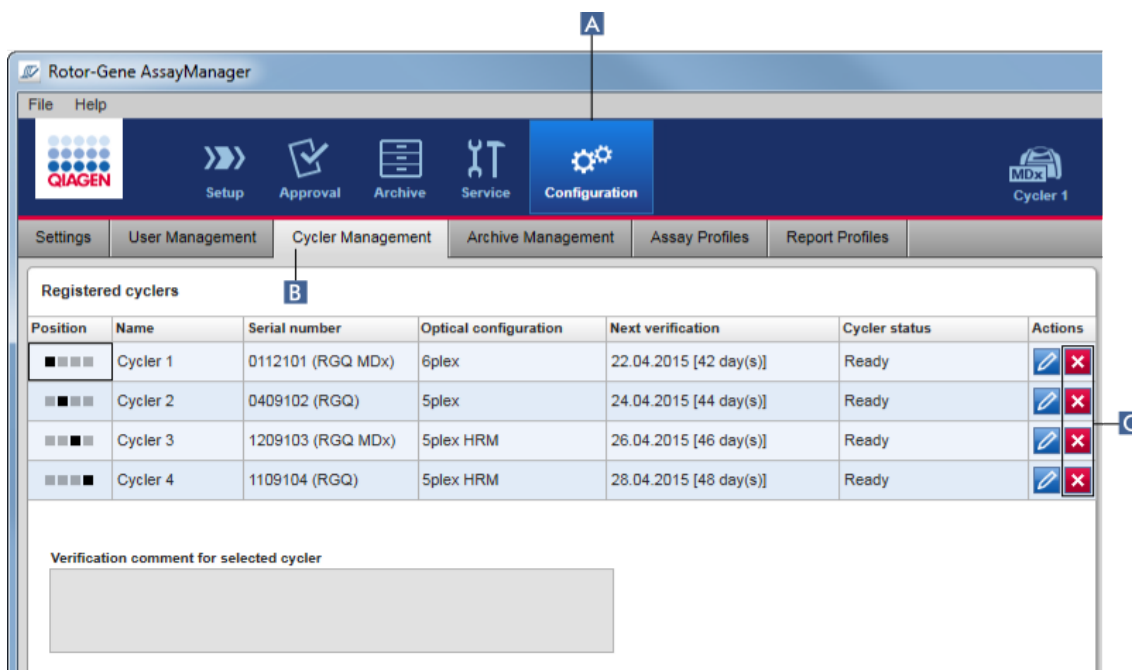 A
Rotor-Gene AssayManager
File Help
QIAGEN
Setup Approval Archive Service Configuration
MDx
Cycler 1
Settings User Management Cycler Management Archive Management Assay Profiles Report Profiles
Registered cyclers
B
Position Name Serial number Optical configuration Next verification Cycler status Actions
Cycler 1 0112101 (RGQ MDx) 6plex 22.04.2015 [42 day(s)] Ready
Cycler 2 0409102 (RGQ) 5plex 24.04.2015 [44 day(s)] Ready
C
Cycler 3 1209103 (RGQ MDx) 5plex HRM 26.04.2015 [46 day(s)] Ready
Cycler 4 1109104 (RGQ) 5plex HRM 28.04.2015 [48 day(s)] Ready
Verification comment for selected cycler